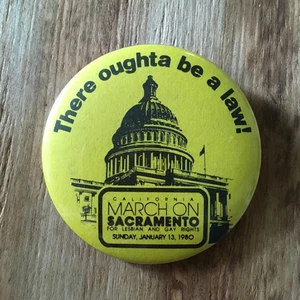 There oughta be a law!
CALIFORNIA
MARCH ON
SACRAMENTO
FOR LESBIAN AND GAY RIGHTS
SUNDAY, JANUARY 13, 1980